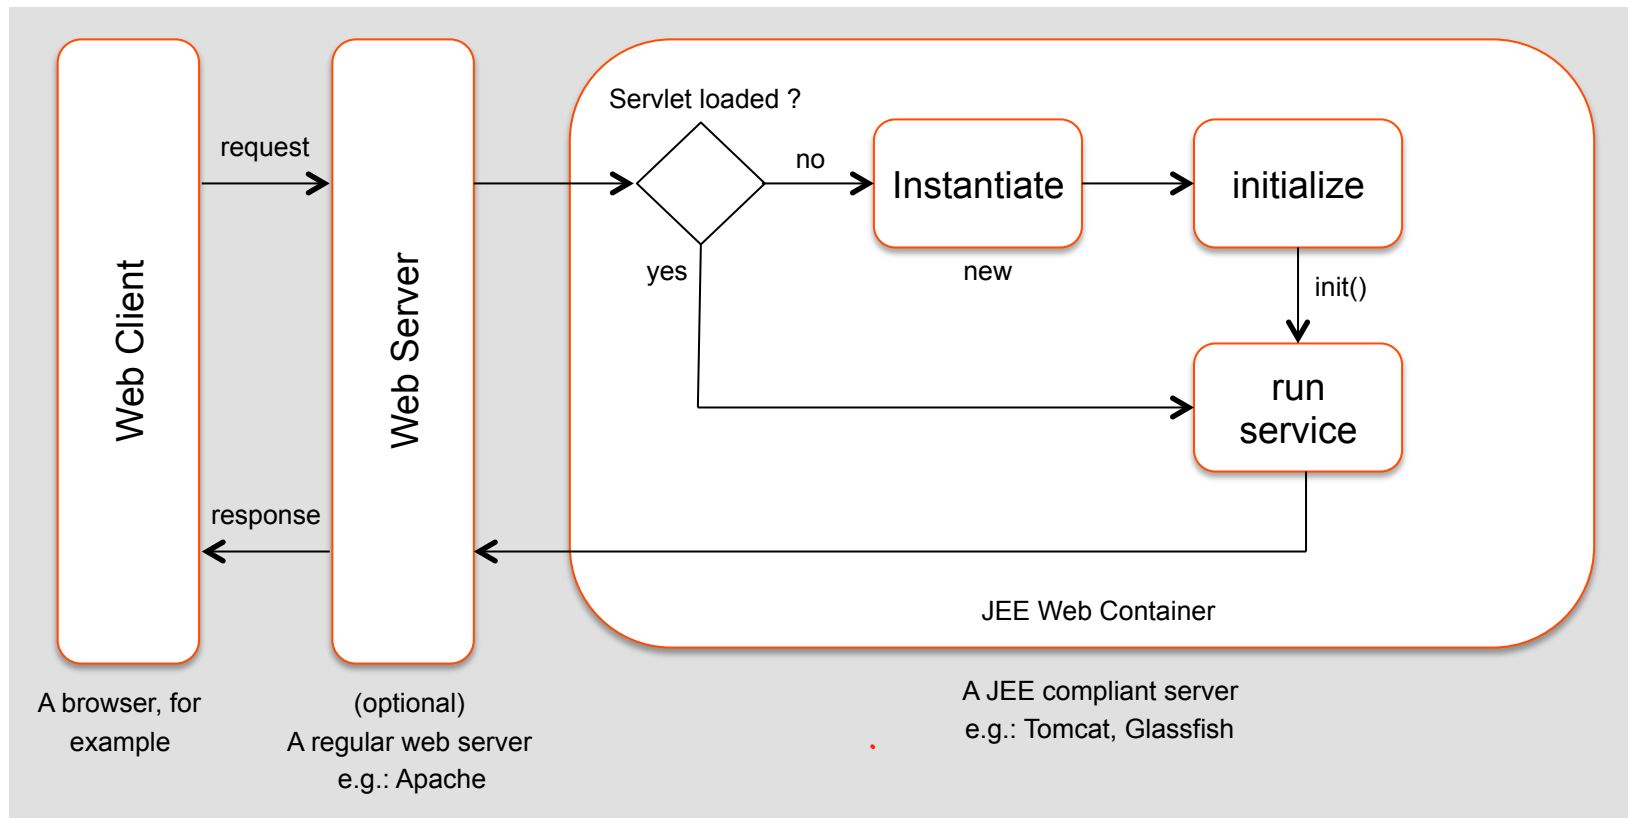 Servlet loaded ?
request
no
Instantiate
initialize
yes
new
init()
Web Client
Web Server
run
service
response
JEE Web Container
A browser, for
example
(optional)
A regular web server
e.g.: Apache
A JEE compliant server
e.g.: Tomcat, Glassfish